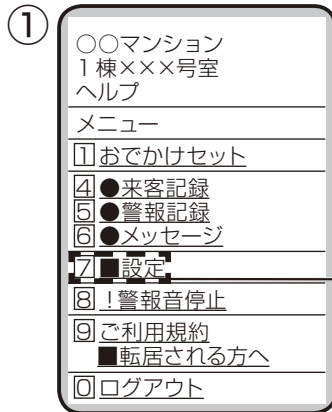 ①
○○マンション
1棟×××号室
ヘルプ
メニュー
1 おでかけセット
4 ●来客記録
5 ●警報記録
6 ●メッセージ
7 ■設定
8 !警報音停止
9 ご利用規約
■転居される方へ
0 ログアウト